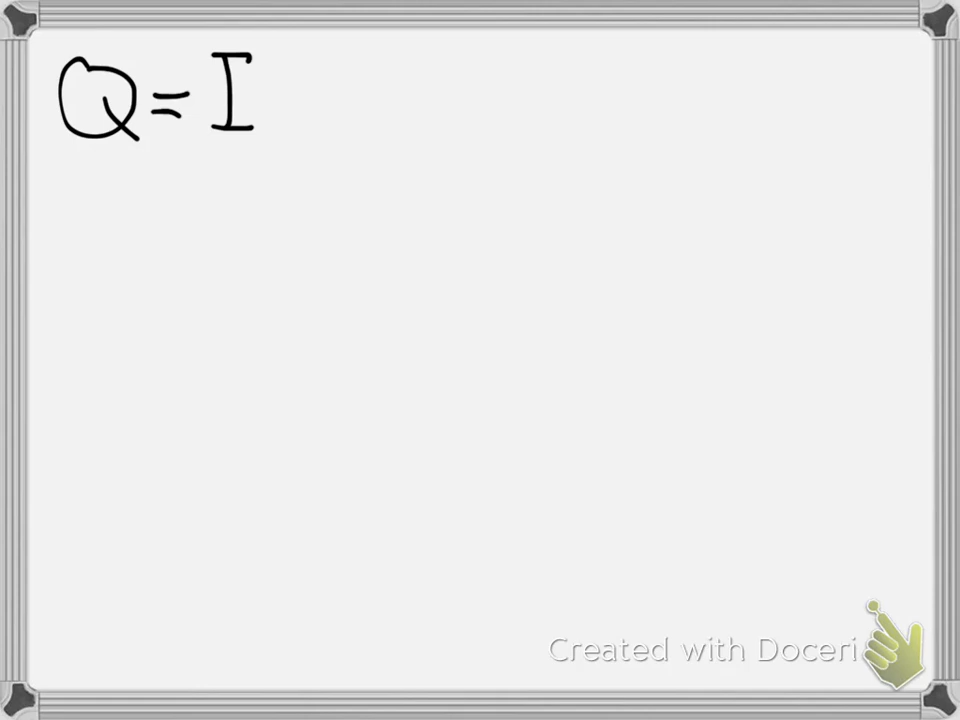 Q = I
Created with Doceri